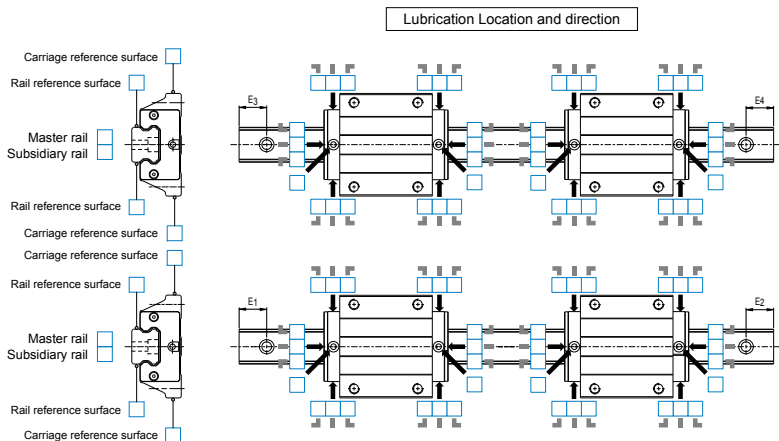 Lubrication Location and direction
Carriage reference surface
Rail reference surface
Master rail
Subsidiary rail
Rail reference surface
Carriage reference surface
E3
E4
Carriage reference surface
Rail reference surface
Master rail
Subsidiary rail
Rail reference surface
Carriage reference surface
E1
E2